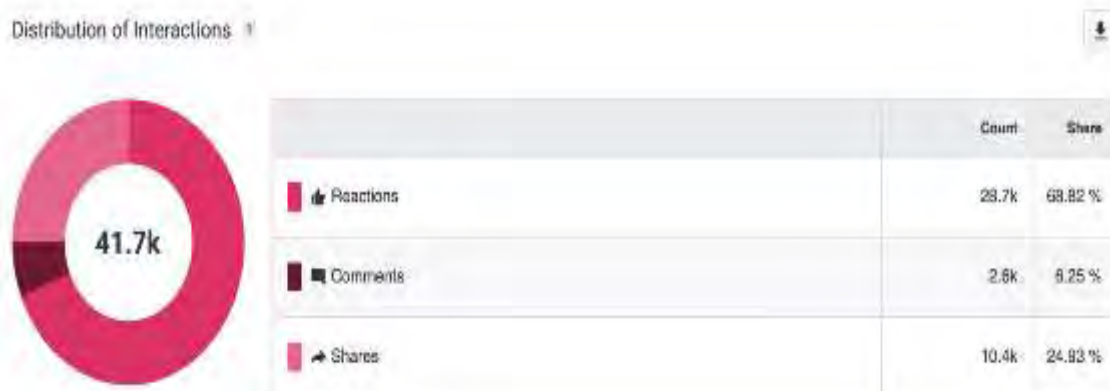 Distribution of Interactions
Count Share
Reactions 28.7k 68.82 %
41.7k
Comments 2.6k 6.25 %
Shares 10.4k 24.93 %